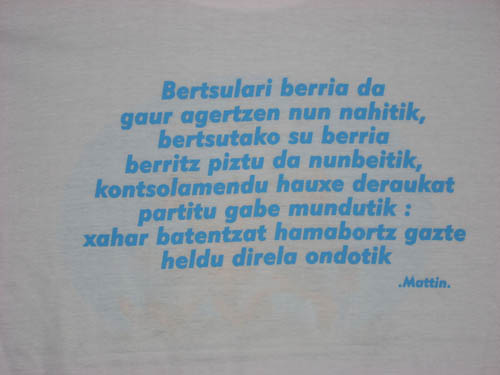 Bertsulari berria da
gaur agertzen nun nahitik,
bertsutako su berria
berritz piztu da nunbeitik,
kontsolamendu hauxe deraukat
partitu gabe mundutik :
xahar batentzat hamabortz gazte
heldu direla ondotik
.Mattin.